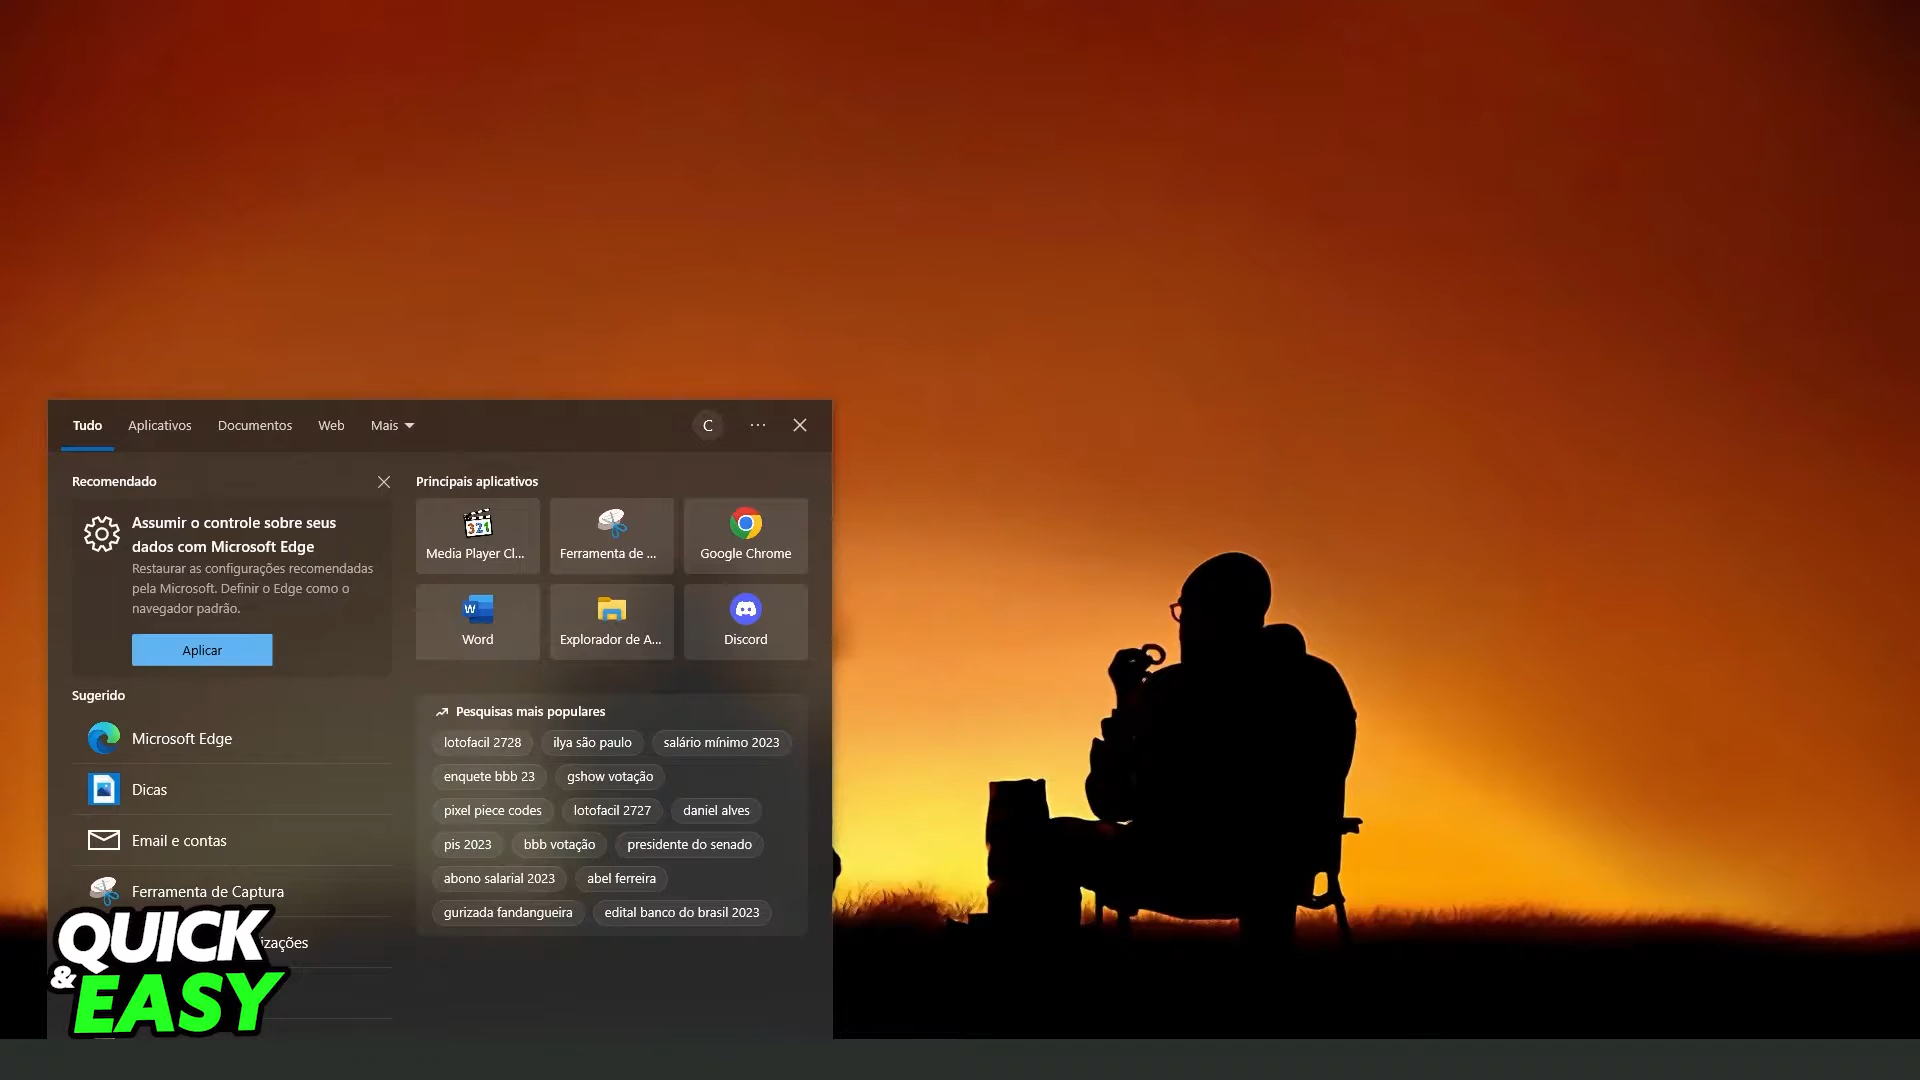 Tudo Aplicativos Documentos Web Mais C
Recomendado
Assumir o controle sobre seus
dados com Microsoft Edge
Restaurar as configurações recomendadas
pela Microsoft. Definir o Edge como o
navegador padrão.
Aplicar
Sugerido
Microsoft Edge
Dicas
Email e contas
Ferramenta de Captura
izações
Principais aplicativos
321
Media Player Cl...
Ferramenta de ...
Google Chrome
W
Word
Explorador de A...
Discord
Pesquisas mais populares
lotofacil 2728 ilya são paulo salário mínimo 2023
enquete bbb 23 gshow votação
pixel piece codes lotofacil 2727 daniel alves
pis 2023 bbb votação presidente do senado
abono salarial 2023 abel ferreira
gurizada fandangueira edital banco do brasil 2023
QUICK
& EASY